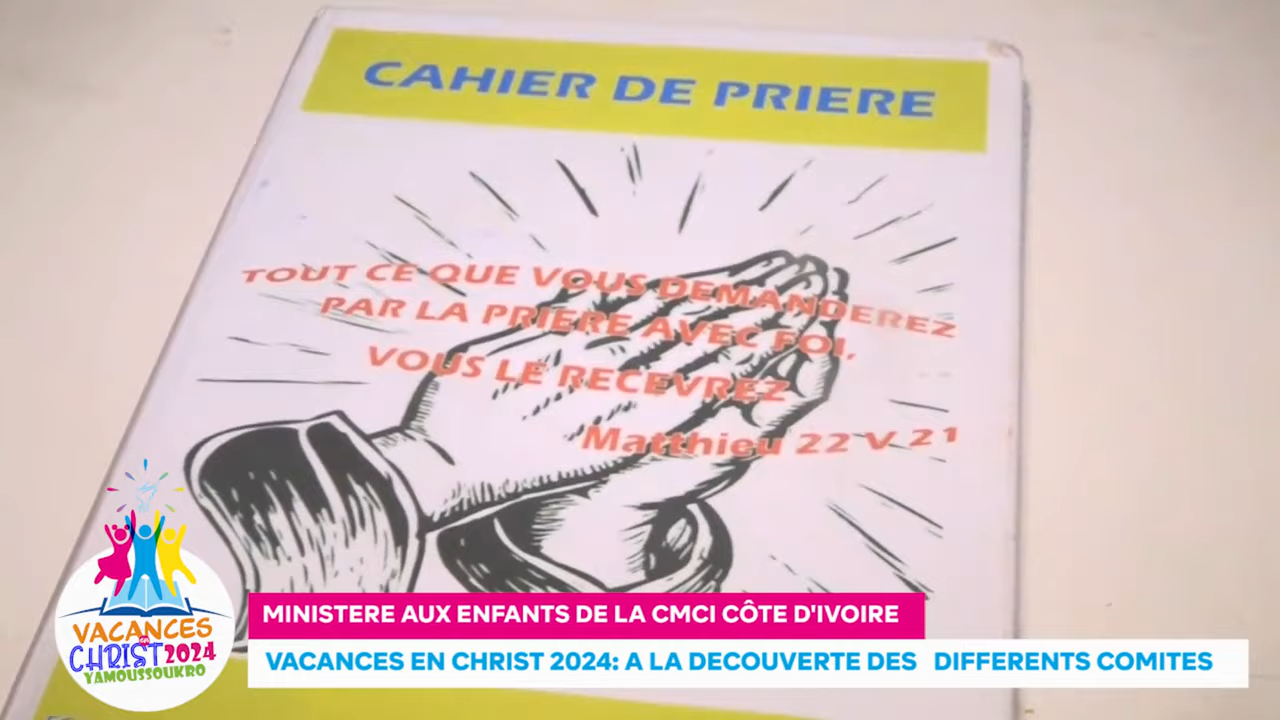 CAHIER DE PRIERE
TOUT CE QUE VOUS DEMANDEREZ
PAR LA PRIERE AVEC FOI,
VOUS LE RECEVREZ
Matthieu 22 V 21
VACANCES
en
CHRIST 2024
YAMOUSSOUKRO
MINISTERE AUX ENFANTS DE LA CMCI CÔTE D'IVOIRE
VACANCES EN CHRIST 2024: A LA DECOUVERTE DES DIFFERENTS COMITES